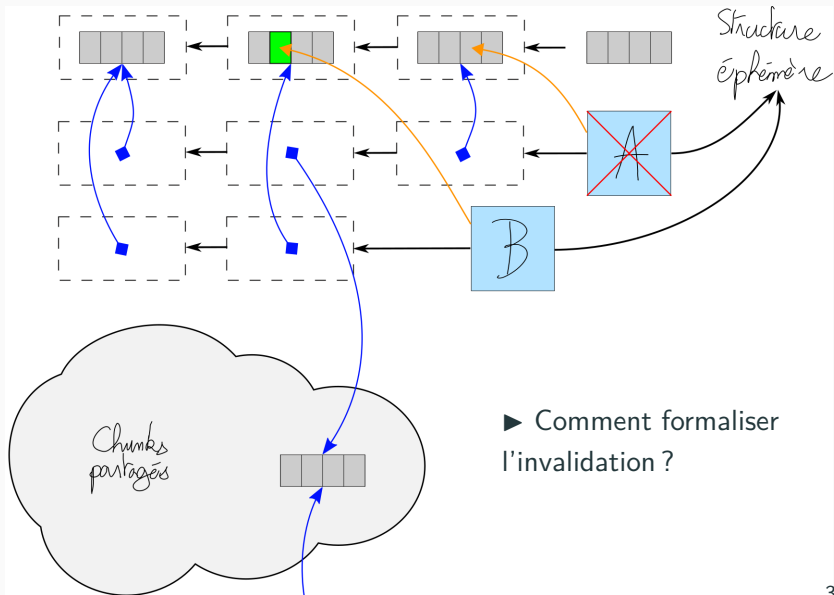 Structure
éphémère
A
B
Chunks
partagés
▶ Comment formaliser
l'invalidation ?
3